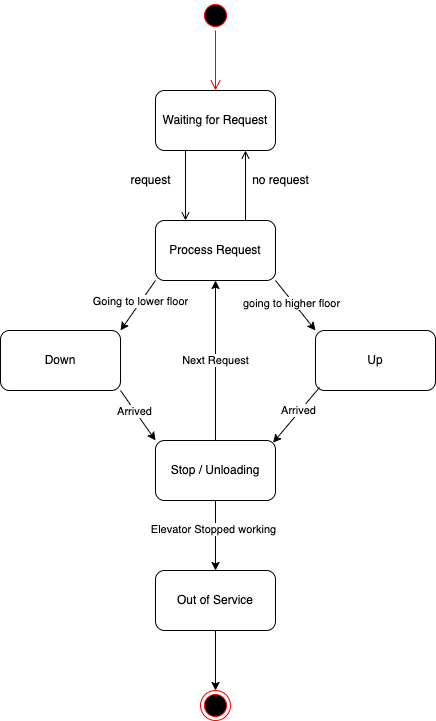 Waiting for Request
request
no request
Process Request
Going to lower floor
going to higher floor
Down
Next Request
Up
Arrived
Arrived
Stop / Unloading
Elevator Stopped working
Out of Service